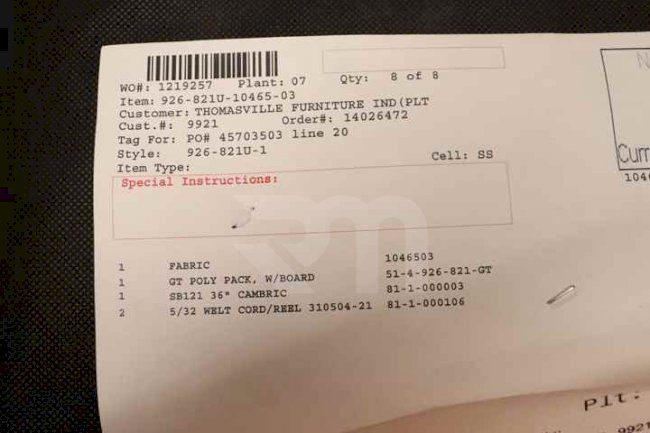 WO#: 1219257 Plant: 07 Qty: 8 of 8
Item: 926-821U-10465-03
Customer: THOMASVILLE FURNITURE IND(PLT
Cust.#: 9921 Order#: 14026472
Tag For: PO# 45703503 line 20
Style: 926-821U-1
Item Type: Cell: SS
Special Instructions:
1 FABRIC 1046503
1 GT POLY PACK, W/BOARD 51-4-926-821-GT
1 SB121 36" CAMBRIC 81-1-000003
2 5/32 WELT CORD/REEL 310504-21 81-1-000106
N
Curr
1046
Plt:
9921
rm